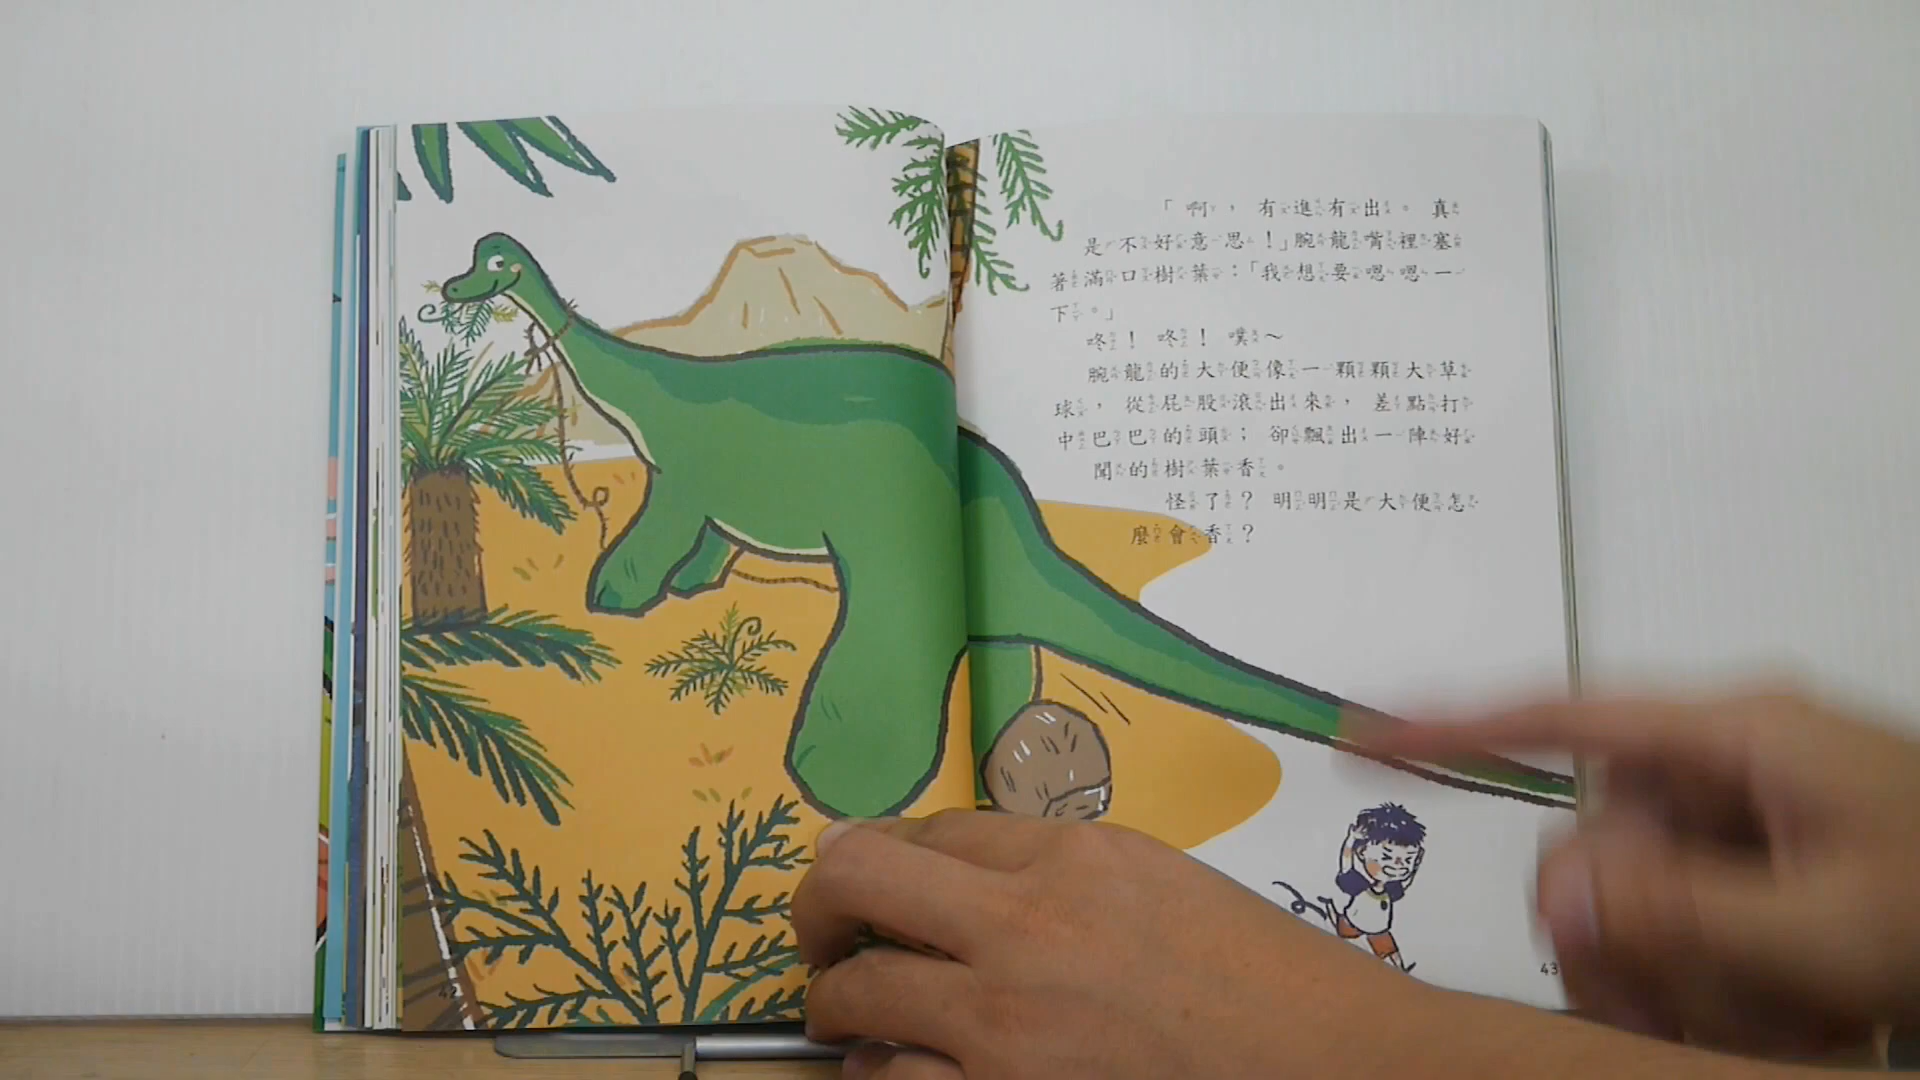 「啊，有進有出。真
是不好意思！」腕龍嘴裡塞
著滿口樹葉：「我想要嗯嗯一
下。」
咚！咚！噗～
腕龍的大便像一顆顆大草
球，從屁股滾出來，差點打
中巴巴的頭；卻飄出一陣好
聞的樹葉香。
怪了？明明是大便怎
麼會香？
42
43